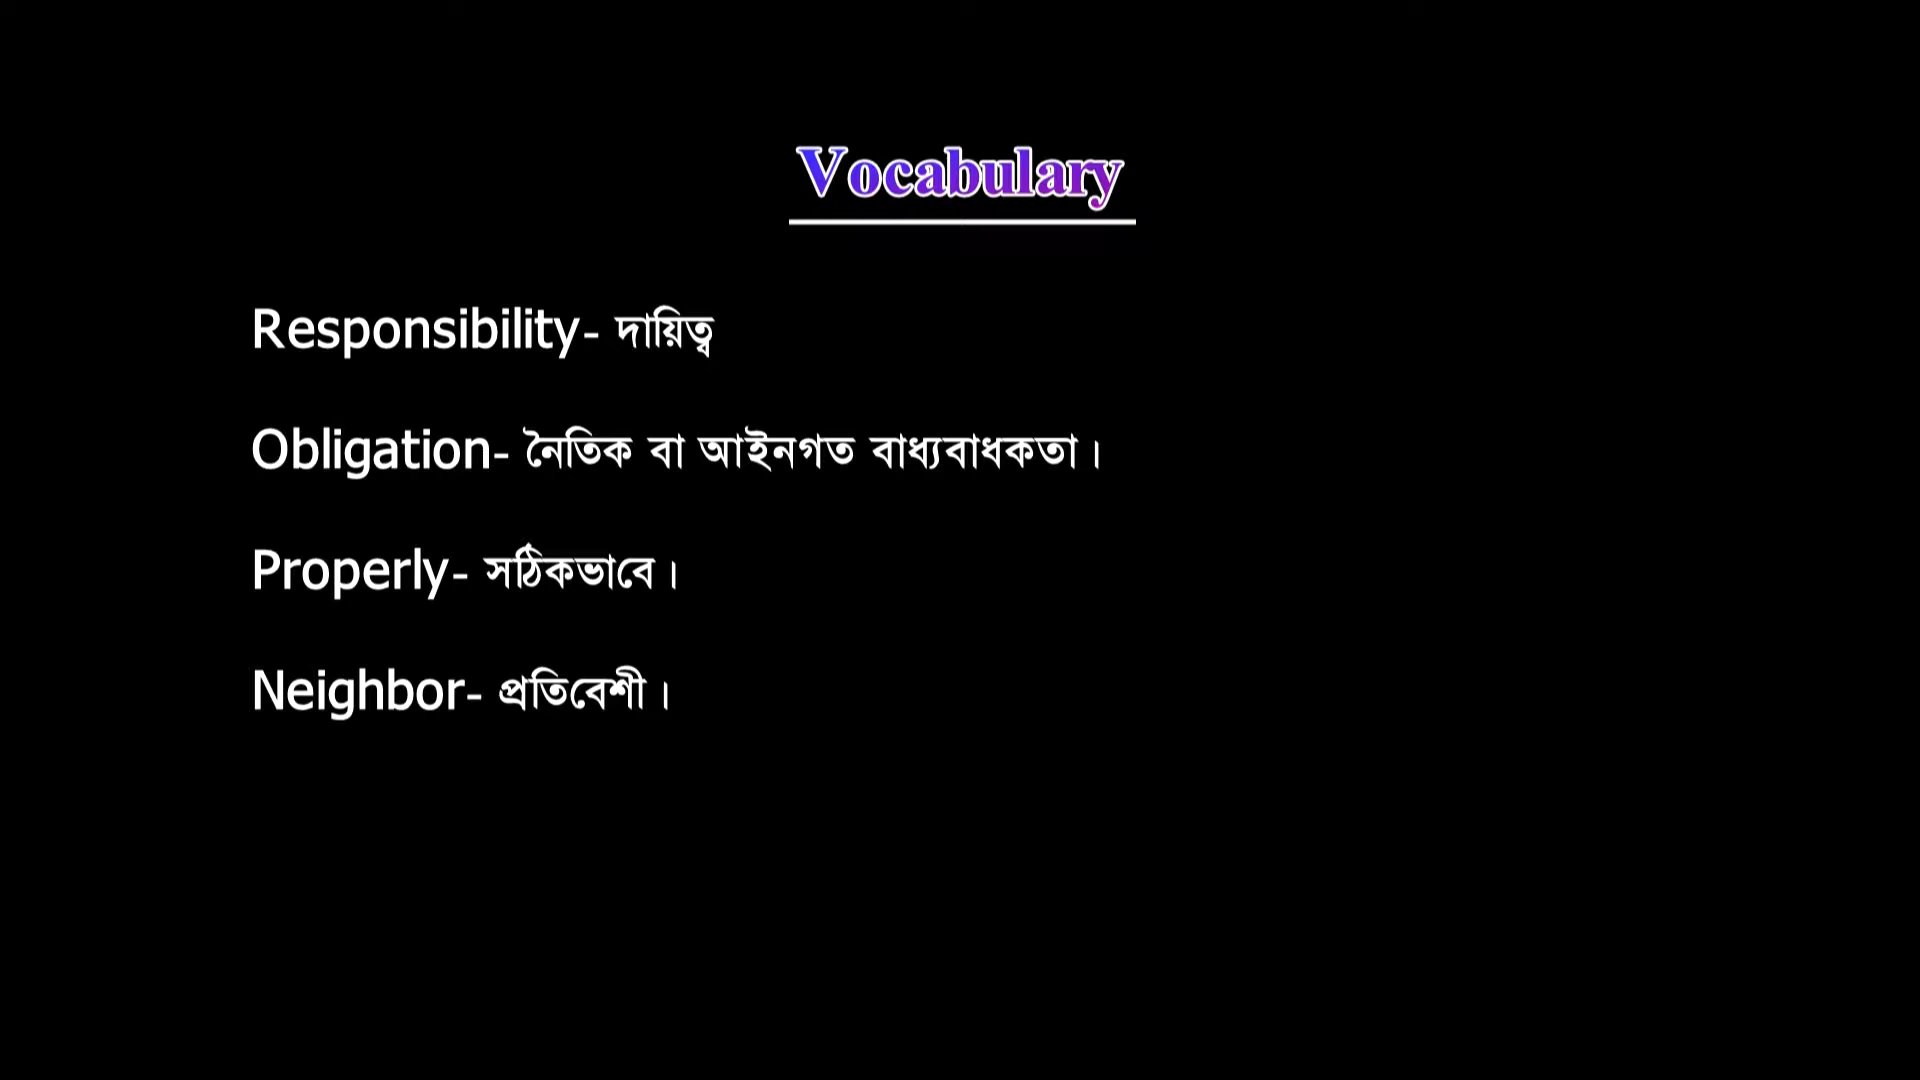 Vocabulary
Responsibility- দায়িত্ব
Obligation- নৈতিক বা আইনগত বাধ্যবাধকতা।
Properly- সঠিকভাবে।
Neighbor- প্রতিবেশী।